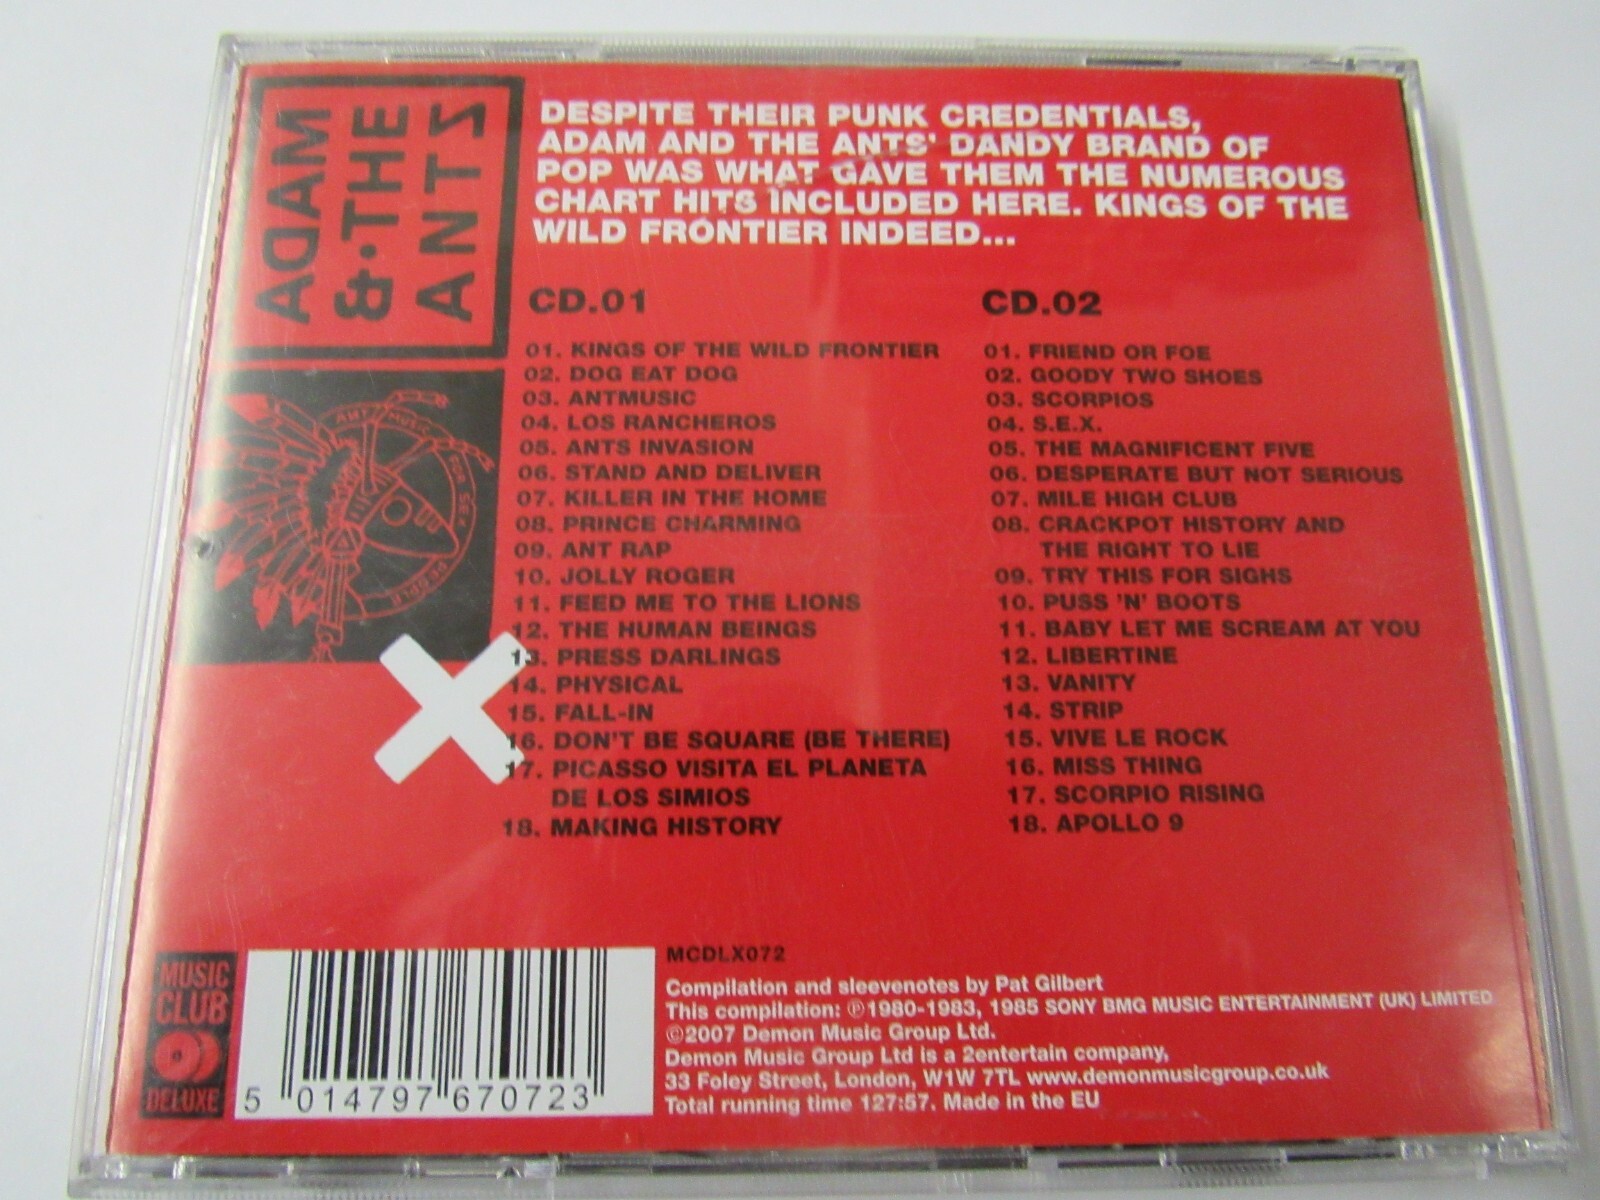 ADAM
& • THE
ANTS
ANT MUSIC FOR SEX PEOPLE
DESPITE THEIR PUNK CREDENTIALS,
ADAM AND THE ANTS' DANDY BRAND OF
POP WAS WHAT GAVE THEM THE NUMEROUS
CHART HITS INCLUDED HERE. KINGS OF THE
WILD FRONTIER INDEED...
CD.01
01. KINGS OF THE WILD FRONTIER
02. DOG EAT DOG
03. ANTMUSIC
04. LOS RANCHEROS
05. ANTS INVASION
06. STAND AND DELIVER
07. KILLER IN THE HOME
08. PRINCE CHARMING
09. ANT RAP
10. JOLLY ROGER
11. FEED ME TO THE LIONS
12. THE HUMAN BEINGS
13. PRESS DARLINGS
14. PHYSICAL
15. FALL-IN
16. DON'T BE SQUARE (BE THERE)
17. PICASSO VISITA EL PLANETA
DE LOS SIMIOS
18. MAKING HISTORY
CD.02
01. FRIEND OR FOE
02. GOODY TWO SHOES
03. SCORPIOS
04. S.E.X.
05. THE MAGNIFICENT FIVE
06. DESPERATE BUT NOT SERIOUS
07. MILE HIGH CLUB
08. CRACKPOT HISTORY AND
THE RIGHT TO LIE
09. TRY THIS FOR SIGHS
10. PUSS 'N' BOOTS
11. BABY LET ME SCREAM AT YOU
12. LIBERTINE
13. VANITY
14. STRIP
15. VIVE LE ROCK
16. MISS THING
17. SCORPIO RISING
18. APOLLO 9
MUSIC
CLUB
DELUXE
5 014797 670723
MCDLX072
Compilation and sleevenotes by Pat Gilbert
This compilation: ℗1980-1983, 1985 SONY BMG MUSIC ENTERTAINMENT (UK) LIMITED
©2007 Demon Music Group Ltd.
Demon Music Group Ltd is a 2entertain company,
33 Foley Street, London, W1W 7TL www.demonmusicgroup.co.uk
Total running time 127:57. Made in the EU